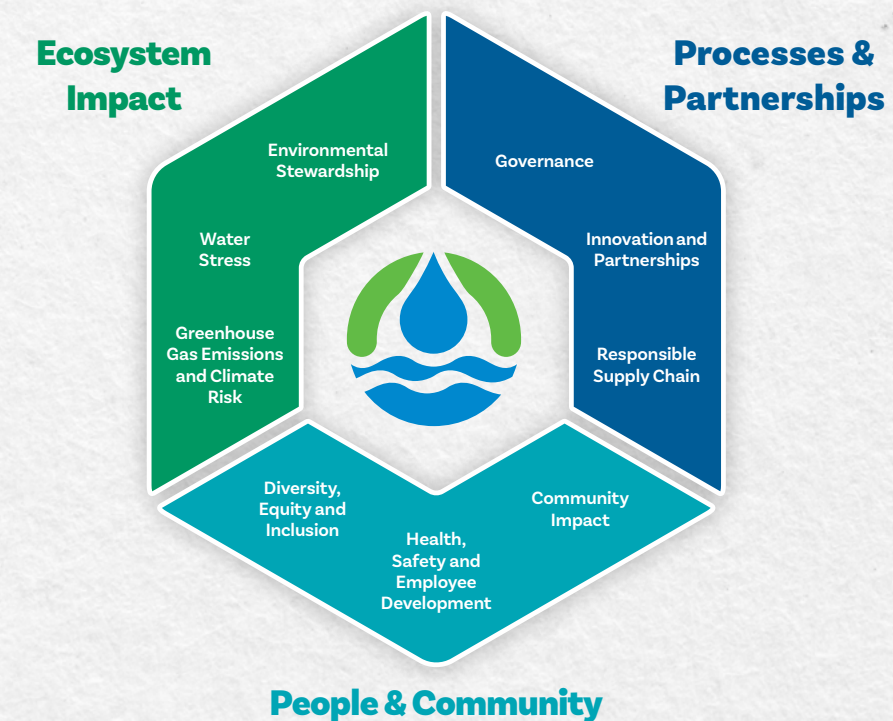 Ecosystem
Impact
Processes &
Partnerships
Environmental
Stewardship
Water
Stress
Greenhouse
Gas Emissions
and Climate
Risk
Governance
Innovation and
Partnerships
Responsible
Supply Chain
Diversity,
Equity and
Inclusion
Health,
Safety and
Employee
Development
Community
Impact
People & Community